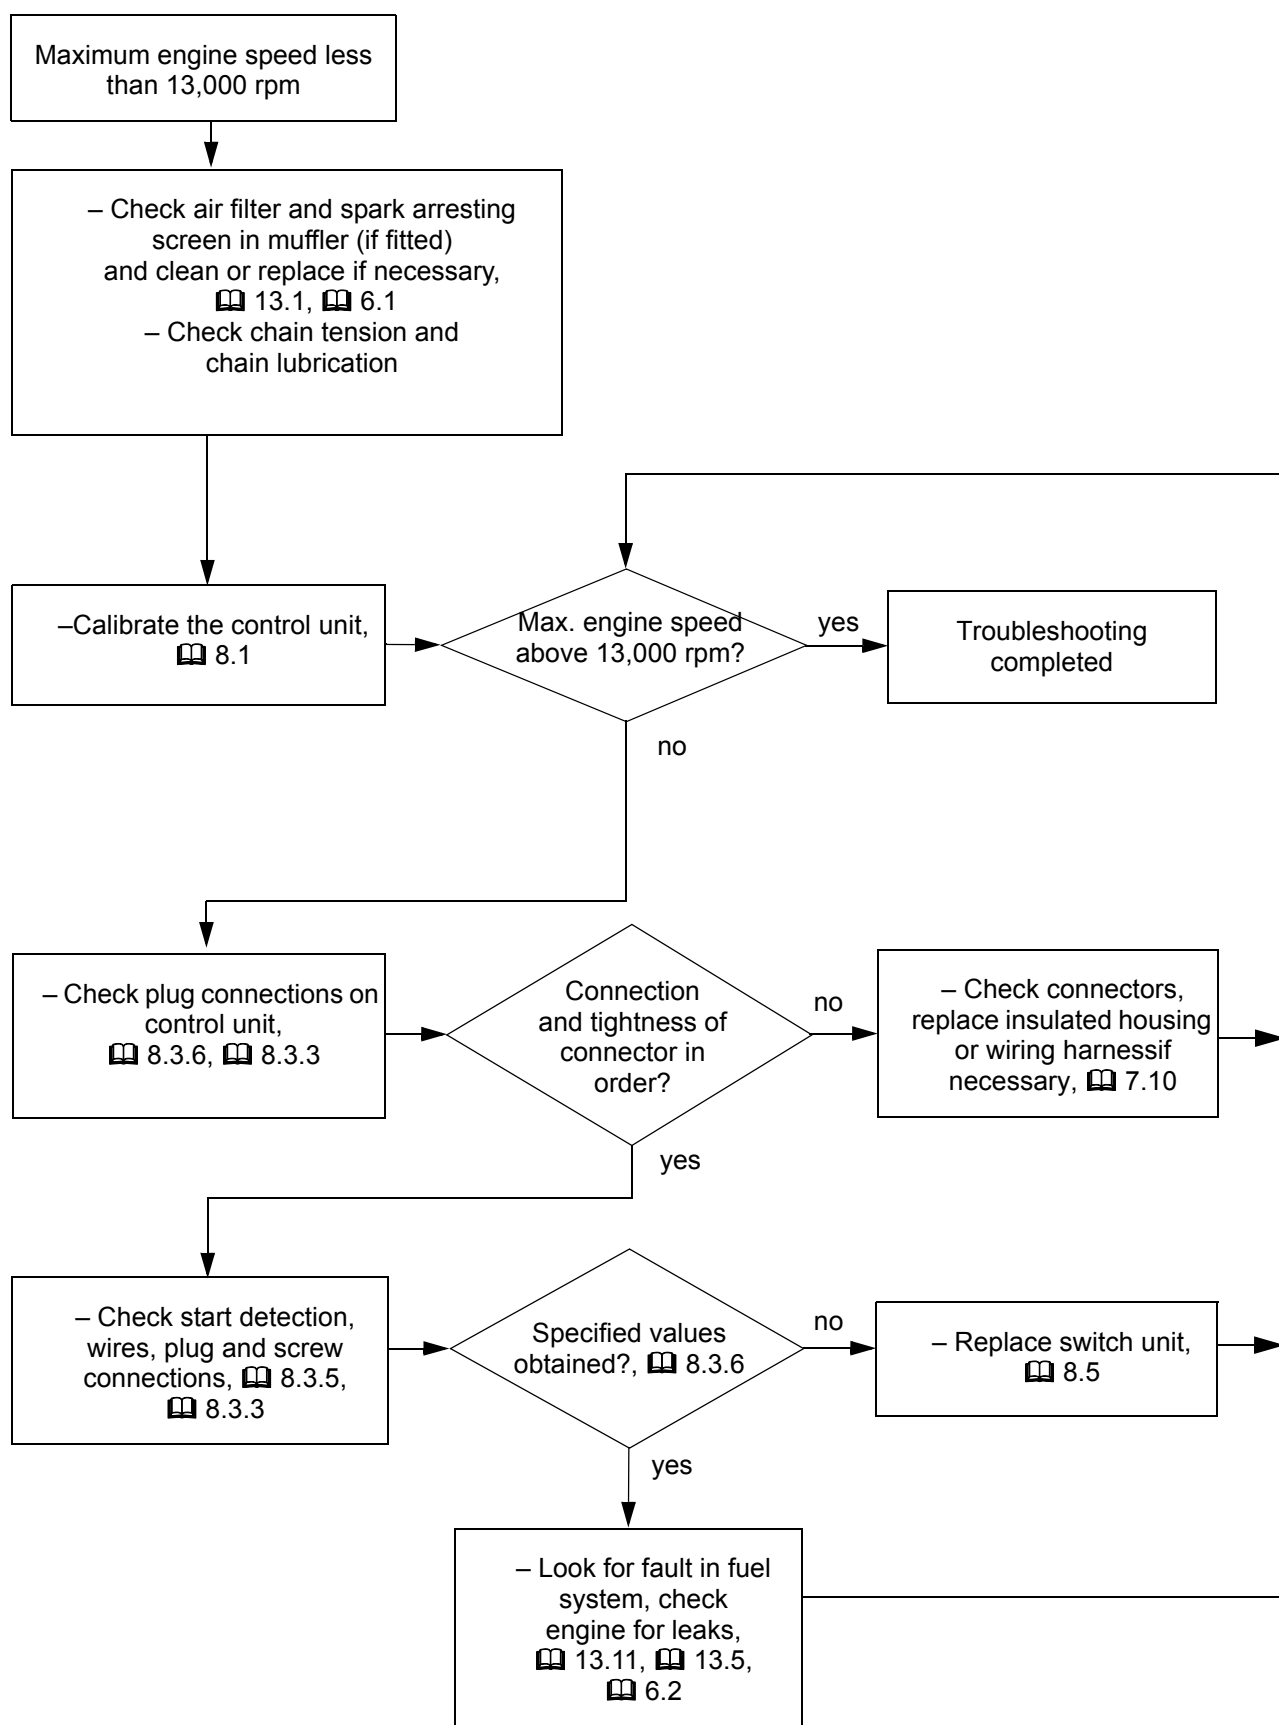 Maximum engine speed less
than 13,000 rpm
– Check air filter and spark arresting
screen in muffler (if fitted)
and clean or replace if necessary,
🕮 13.1, 🕮 6.1
– Check chain tension and
chain lubrication
–Calibrate the control unit,
🕮 8.1
Max. engine speed
above 13,000 rpm?
yes
Troubleshooting
completed
no
– Check plug connections on
control unit,
🕮 8.3.6, 🕮 8.3.3
Connection
and tightness of
connector in
order?
no
– Check connectors,
replace insulated housing
or wiring harnessif
necessary, 🕮 7.10
yes
– Check start detection,
wires, plug and screw
connections, 🕮 8.3.5,
🕮 8.3.3
Specified values
obtained?, 🕮 8.3.6
no
– Replace switch unit,
🕮 8.5
yes
– Look for fault in fuel
system, check
engine for leaks,
🕮 13.11, 🕮 13.5,
🕮 6.2